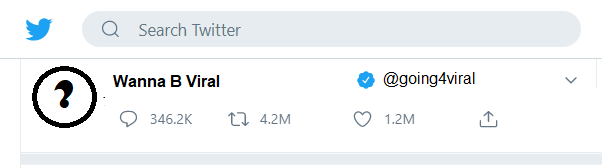 Search Twitter
Wanna B Viral @going4viral
?
346.2K 4.2M 1.2M